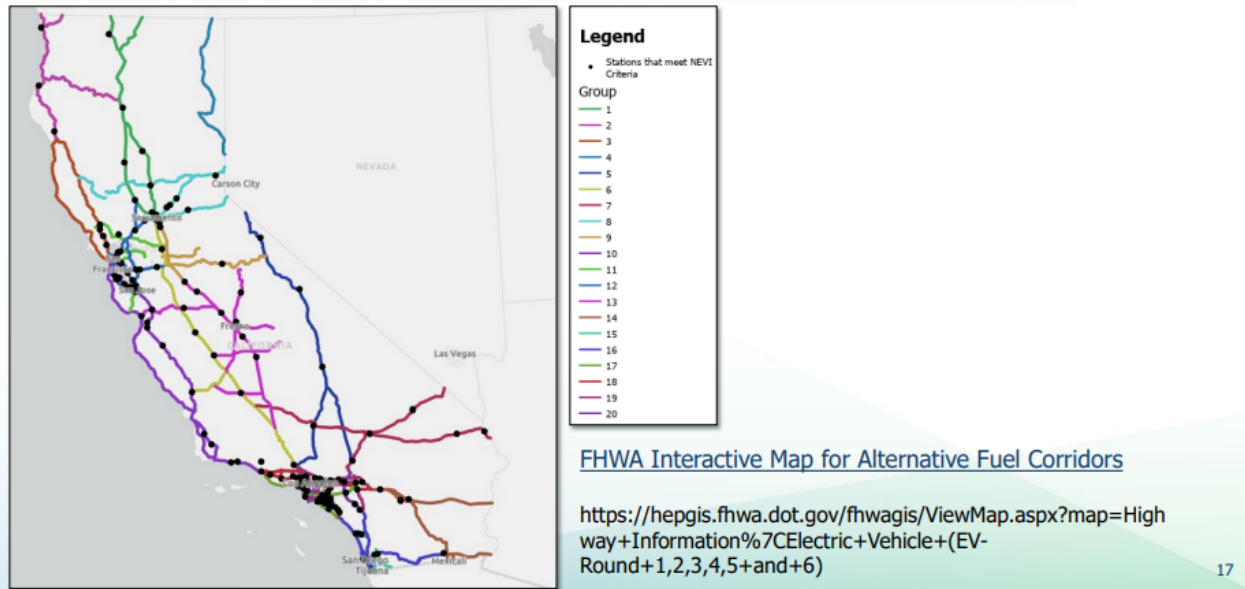 NEVADA
Carson City
Sacramento
San
Francisco
San Jose
Fresno
CALIFORNIA
Las Vegas
Los Angeles
San Diego
Tijuana
Mexicali
Legend
Stations that meet NEVI
Criteria
Group
1
2
3
4
5
6
7
8
9
10
11
12
13
14
15
16
17
18
19
20
FHWA Interactive Map for Alternative Fuel Corridors
https://hepgis.fhwa.dot.gov/fhwagis/ViewMap.aspx?map=High
way+Information%7CElectric+Vehicle+(EV-
Round+1,2,3,4,5+and+6)
17